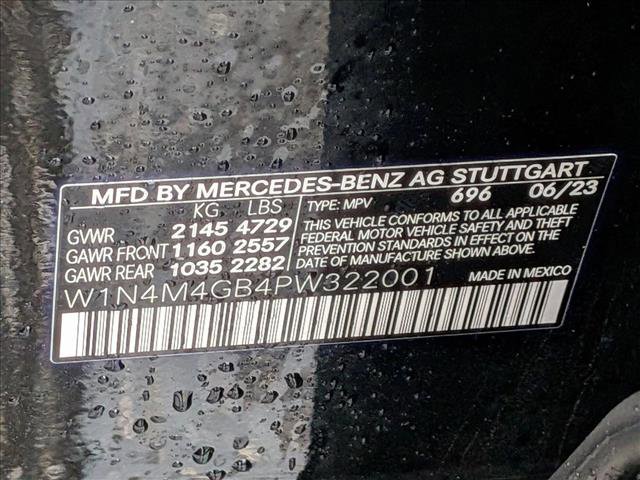 MFD BY MERCEDES-BENZ AG STUTTGART
KG LBS TYPE: MPV 696 06/23
GVWR 2145 4729
GAWR FRONT 1160 2557
GAWR REAR 1035 2282
THIS VEHICLE CONFORMS TO ALL APPLICABLE
FEDERAL MOTOR VEHICLE SAFETY, BUMPER AND THEFT
PREVENTION STANDARDS IN EFFECT ON THE DATE OF
MANUFACTURE SHOWN ABOVE.
W1N4M4GB4PW322001 MADE IN MEXICO